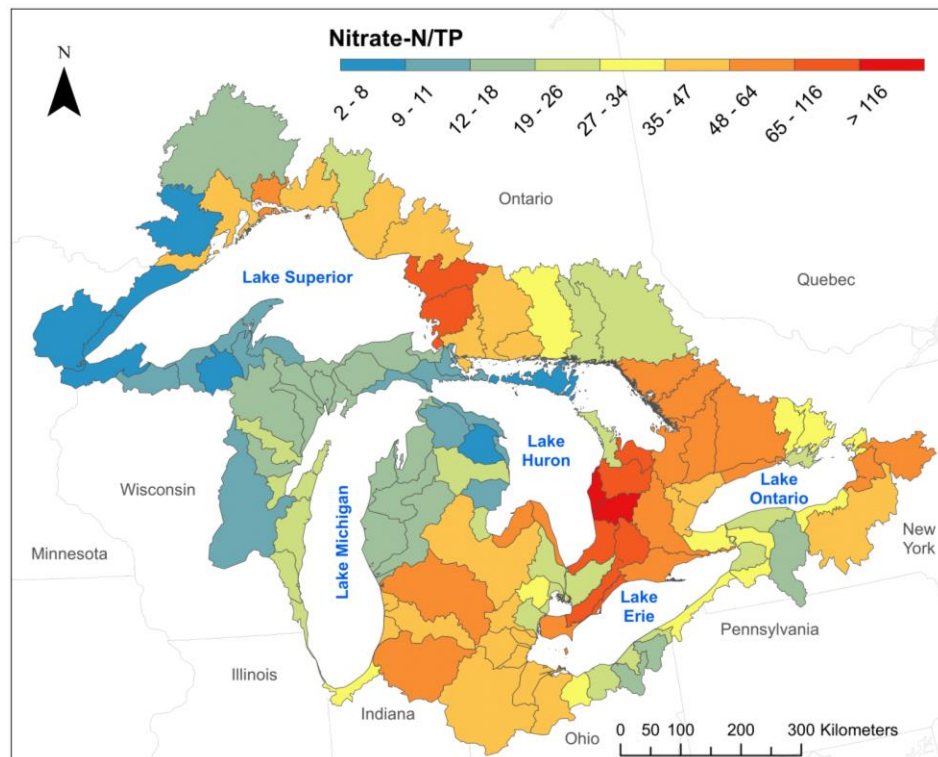 Nitrate-N/TP
N
2 - 8
9 - 11
12 - 18
19 - 26
27 - 34
35 - 47
48 - 64
65 - 116
> 116
Ontario
Quebec
Lake Superior
Lake
Huron
Lake
Ontario
Wisconsin
New
York
Minnesota
Lake Michigan
Lake
Erie
Pennsylvania
Illinois
Indiana
Ohio
0 50 100 200 300 Kilometers